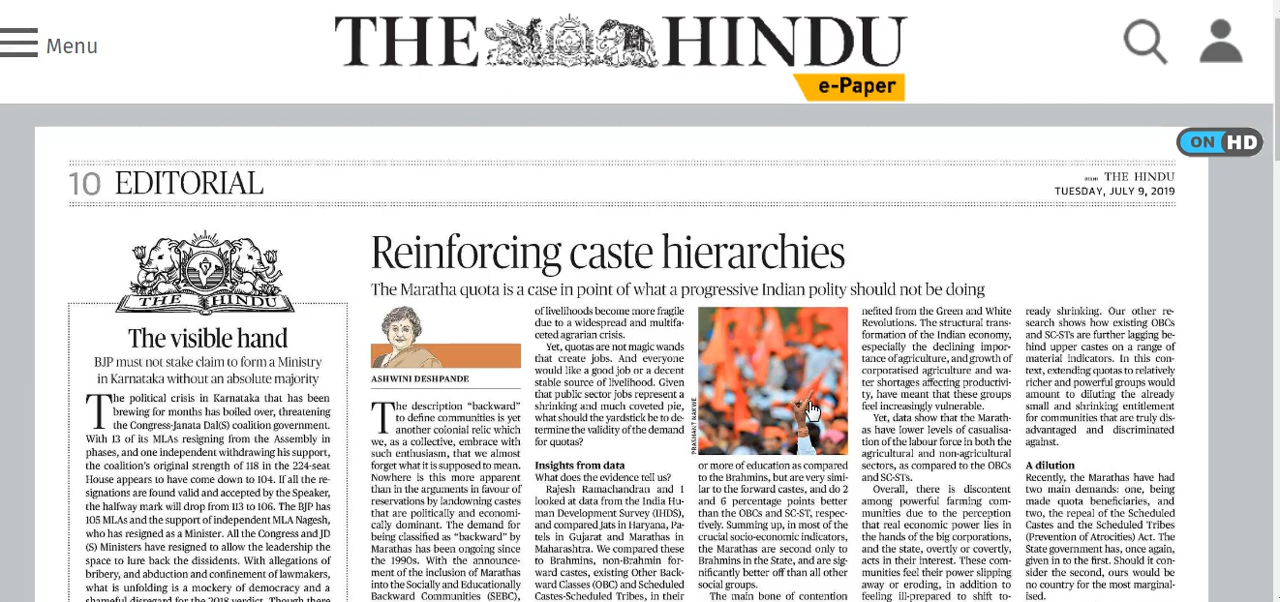 Menu
THE HINDU
e-Paper
ON HD
10 EDITORIAL
DELHI THE HINDU
TUESDAY, JULY 9, 2019
THE HINDU
The visible hand
BJP must not stake claim to form a Ministry
in Karnataka without an absolute majority
The political crisis in Karnataka that has been
brewing for months has boiled over, threatening
the Congress-Janata Dal(S) coalition government.
With 13 of its MLAs resigning from the Assembly in
phases, and one independent withdrawing his support,
the coalition's original strength of 118 in the 224-seat
House appears to have come down to 104. If all the re-
signations are found valid and accepted by the Speaker,
the halfway mark will drop from 113 to 106. The BJP has
105 MLAs and the support of independent MLA Nagesh,
who has resigned as a Minister. All the Congress and JD
(S) Ministers have resigned to allow the leadership the
space to lure back the dissidents. With allegations of
bribery, and abduction and confinement of lawmakers,
what is unfolding is a mockery of democracy and a
shameful disregard for the 2018 verdict. Though there
Reinforcing caste hierarchies
The Maratha quota is a case in point of what a progressive Indian polity should not be doing
ASHWINI DESHPANDE
The description "backward"
to define communities is yet
another colonial relic which
we, as a collective, embrace with
such enthusiasm, that we almost
forget what it is supposed to mean.
Nowhere is this more apparent
than in the arguments in favour of
reservations by landowning castes
that are politically and economi-
cally dominant. The demand for
being classified as "backward" by
Marathas has been ongoing since
the 1990s. With the announce-
ment of the inclusion of Marathas
into the Socially and Educationally
Backward Communities (SEBC),
of livelihoods become more fragile
due to a widespread and multifa-
ceted agrarian crisis.
Yet, quotas are not magic wands
that create jobs. And everyone
would like a good job or a decent
stable source of livelihood. Given
that public sector jobs represent a
shrinking and much coveted pie,
what should the yardstick be to de-
termine the validity of the demand
for quotas?
Insights from data
What does the evidence tell us?
Rajesh Ramachandran and I
looked at data from the India Hu-
man Development Survey (IHDS),
and compared Jats in Haryana, Pa-
tels in Gujarat and Marathas in
Maharashtra. We compared these
to Brahmins, non-Brahmin for-
ward castes, existing Other Back-
ward Classes (OBC) and Scheduled
Castes-Scheduled Tribes, in their
PRASHANT NAKWE
or more of education as compared
to the Brahmins, but are very simi-
lar to the forward castes, and do 2
and 6 percentage points better
than the OBCs and SC-ST, respec-
tively. Summing up, in most of the
crucial socio-economic indicators,
the Marathas are second only to
Brahmins in the State, and are sig-
nificantly better off than all other
social groups.
The main bone of contention
nefited from the Green and White
Revolutions. The structural trans-
formation of the Indian economy,
especially the declining impor-
tance of agriculture, and growth of
corporatised agriculture and wa-
ter shortages affecting productivi-
ty, have meant that these groups
feel increasingly vulnerable.
Yet, data show that the Marath-
as have lower levels of casualisa-
tion of the labour force in both the
agricultural and non-agricultural
sectors, as compared to the OBCs
and SC-STs.
Overall, there is discontent
among powerful farming com-
munities due to the perception
that real economic power lies in
the hands of the big corporations,
and the state, overtly or covertly,
acts in their interest. These com-
munities feel their power slipping
away or eroding, in addition to
feeling ill-prepared to shift to-
ready shrinking. Our other re-
search shows how existing OBCs
and SC-STs are further lagging be-
hind upper castes on a range of
material indicators. In this con-
text, extending quotas to relatively
richer and powerful groups would
amount to diluting the already
small and shrinking entitlement
for communities that are truly dis-
advantaged and discriminated
against.
A dilution
Recently, the Marathas have had
two main demands: one, being
made quota beneficiaries, and
two, the repeal of the Scheduled
Castes and the Scheduled Tribes
(Prevention of Atrocities) Act. The
State government has, once again,
given in to the first. Should it con-
sider the second, ours would be
no country for the most marginal-
ised.